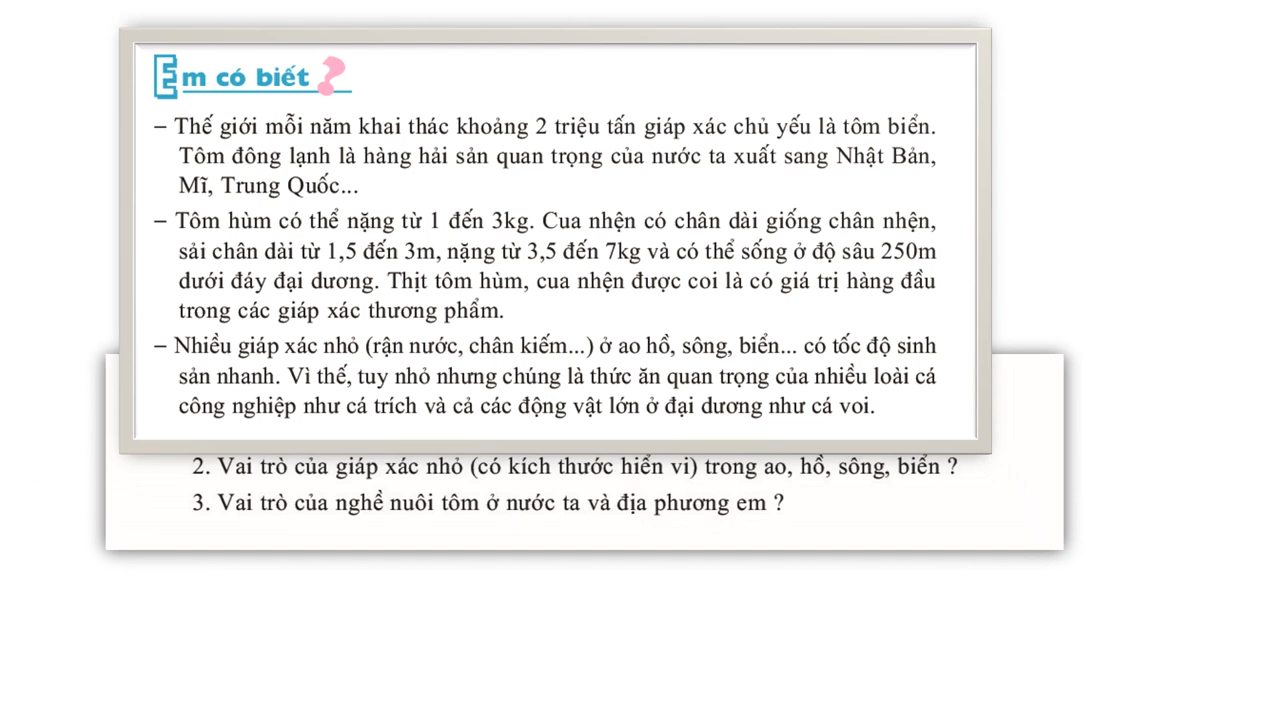 Em có biết ?
– Thế giới mỗi năm khai thác khoảng 2 triệu tấn giáp xác chủ yếu là tôm biển.
Tôm đông lạnh là hàng hải sản quan trọng của nước ta xuất sang Nhật Bản,
Mĩ, Trung Quốc...
– Tôm hùm có thể nặng từ 1 đến 3kg. Cua nhện có chân dài giống chân nhện,
sải chân dài từ 1,5 đến 3m, nặng từ 3,5 đến 7kg và có thể sống ở độ sâu 250m
dưới đáy đại dương. Thịt tôm hùm, cua nhện được coi là có giá trị hàng đầu
trong các giáp xác thương phẩm.
– Nhiều giáp xác nhỏ (rận nước, chân kiếm...) ở ao hồ, sông, biển... có tốc độ sinh
sản nhanh. Vì thế, tuy nhỏ nhưng chúng là thức ăn quan trọng của nhiều loài cá
công nghiệp như cá trích và cả các động vật lớn ở đại dương như cá voi.
2. Vai trò của giáp xác nhỏ (có kích thước hiển vi) trong ao, hồ, sông, biển ?
3. Vai trò của nghề nuôi tôm ở nước ta và địa phương em ?